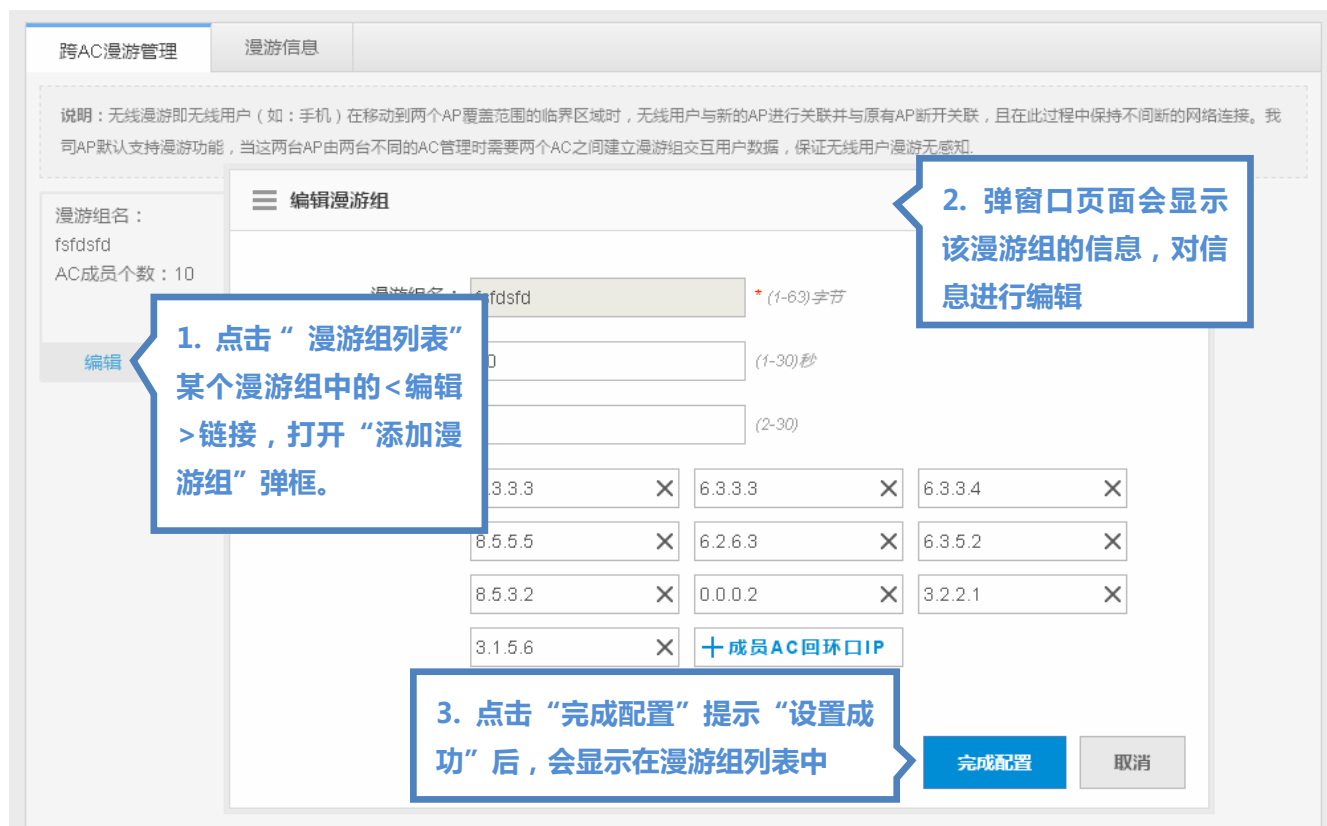 跨AC漫游管理
漫游信息
说明：无线漫游即无线用户（如：手机）在移动到两个AP覆盖范围的临界区域时，无线用户与新的AP进行关联并与原有AP断开关联，且在此过程中保持不间断的网络连接。我
司AP默认支持漫游功能，当这两台AP由两台不同的AC管理时需要两个AC之间建立漫游组交互用户数据，保证无线用户漫游无感知.
漫游组名：
fsfdsfd
AC成员个数：10
编辑
编辑漫游组
2. 弹窗口页面会显示
该漫游组的信息，对信
息进行编辑
漫游组名： fsfdsfd * (1-63)字节
1. 点击“ 漫游组列表”
某个漫游组中的<编辑
>链接，打开“添加漫
游组”弹框。
0 (1-30)秒
(2-30)
.3.3.3 6.3.3.3 6.3.3.4
8.5.5.5 6.2.6.3 6.3.5.2
8.5.3.2 0.0.0.2 3.2.2.1
3.1.5.6 成员AC回环口IP
3. 点击“完成配置”提示“设置成
功”后，会显示在漫游组列表中
完成配置 取消